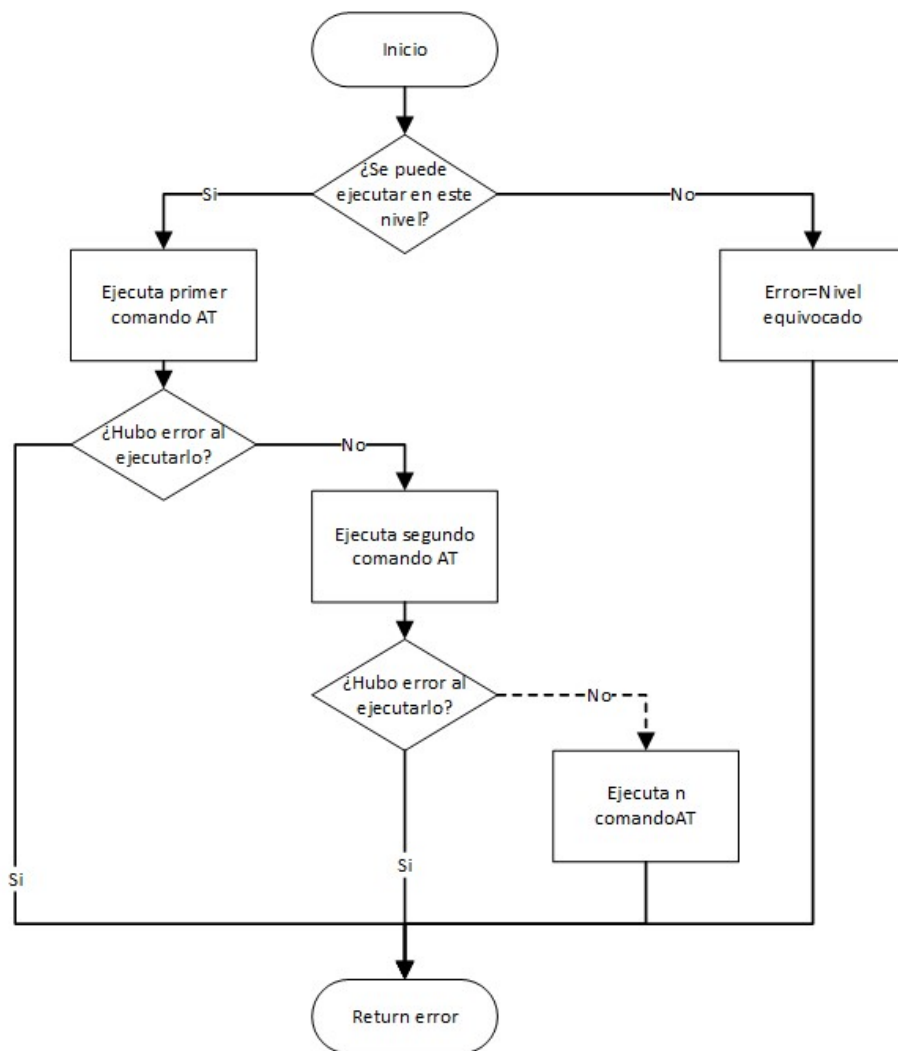 Inicio
¿Se puede
ejecutar en este
nivel?
Si
No
Ejecuta primer
comando AT
Error=Nivel
equivocado
¿Hubo error al
ejecutarlo?
No
Ejecuta segundo
comando AT
¿Hubo error al
ejecutarlo?
No
Ejecuta n
comandoAT
Si
Si
Return error